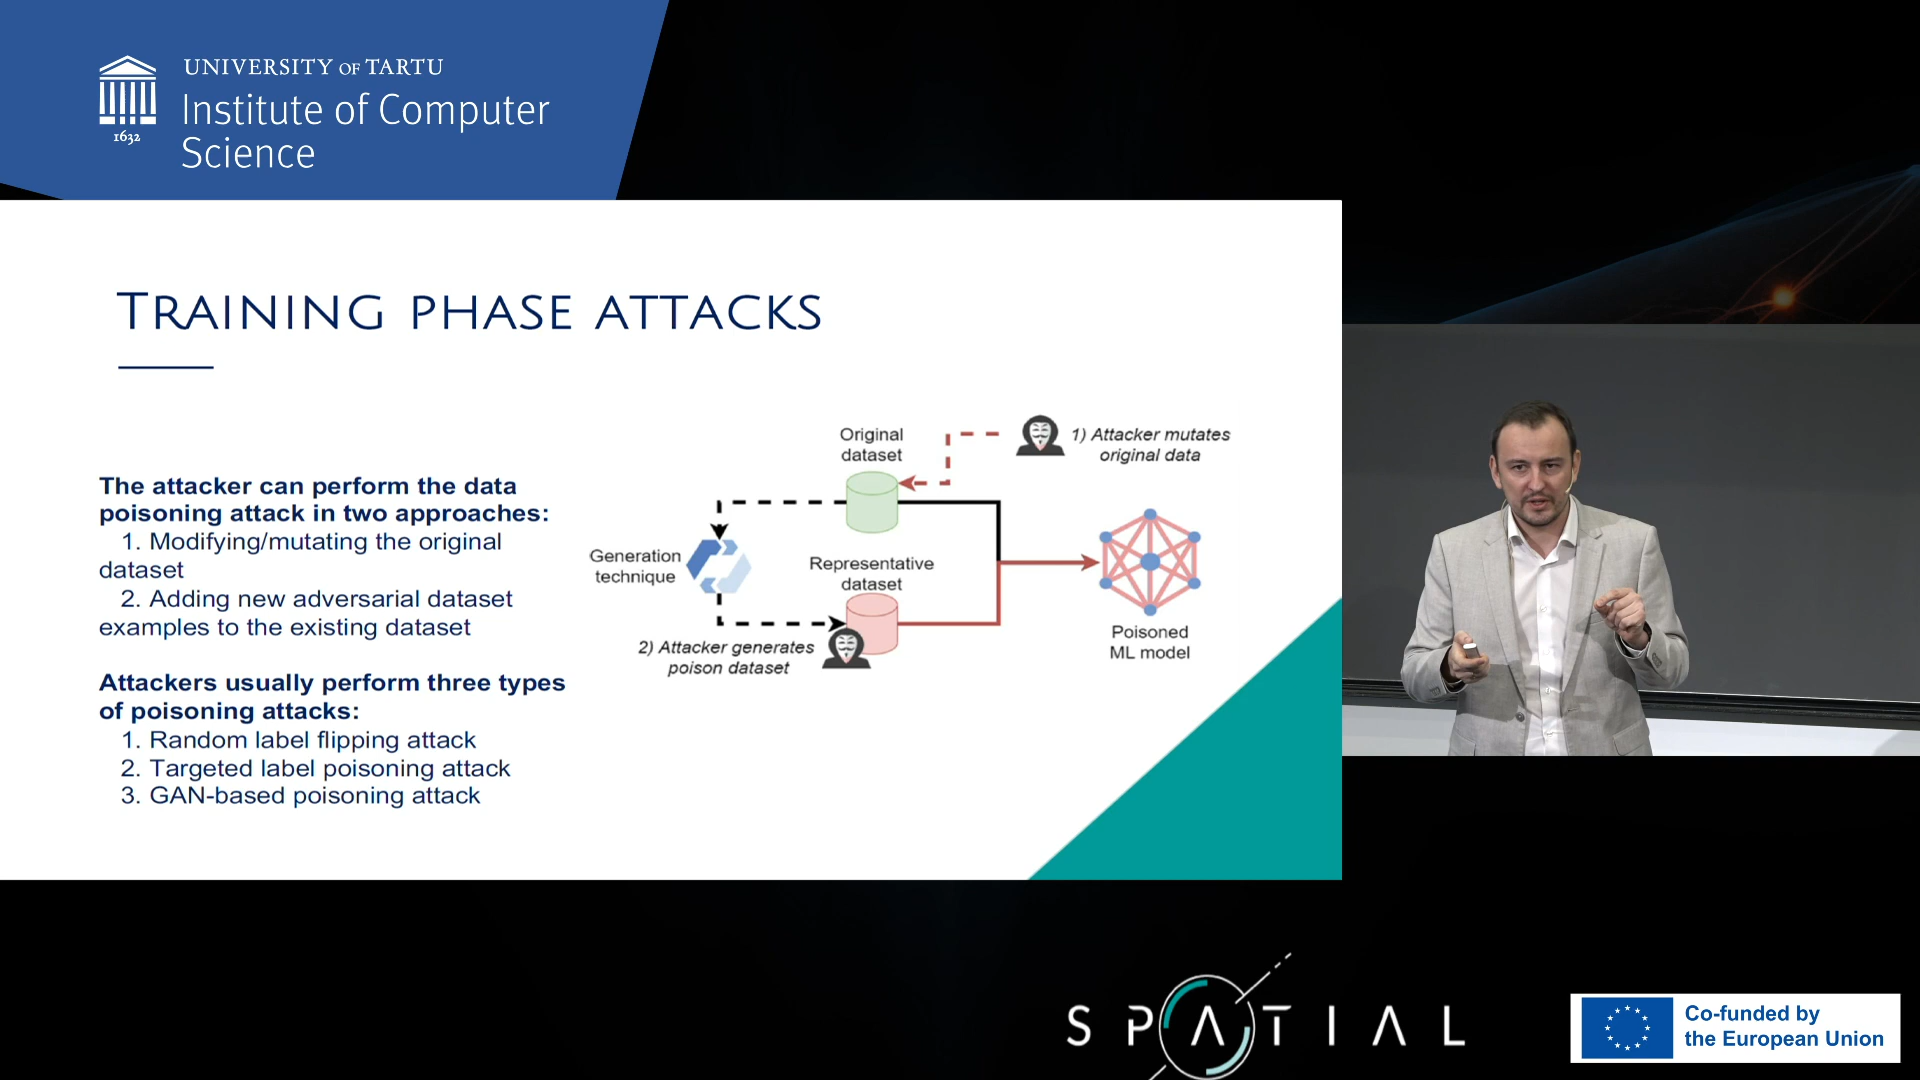 UNIVERSITY OF TARTU
Institute of Computer
Science
1632
TRAINING PHASE ATTACKS
The attacker can perform the data
poisoning attack in two approaches:
1. Modifying/mutating the original
dataset
2. Adding new adversarial dataset
examples to the existing dataset
Attackers usually perform three types
of poisoning attacks:
1. Random label flipping attack
2. Targeted label poisoning attack
3. GAN-based poisoning attack
Original
dataset
1) Attacker mutates
original data
Generation
technique
Representative
dataset
2) Attacker generates
poison dataset
Poisoned
ML model
SPATIAL
Co-funded by
the European Union